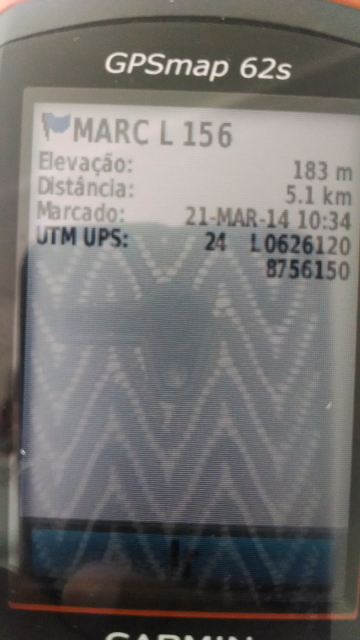 GPSmap 62s
MARC L 156
Elevação: 183 m
Distância: 5.1 km
Marcado: 21-MAR-14 10:34
UTM UPS: 24 L 0626120
8756150
GARMIN